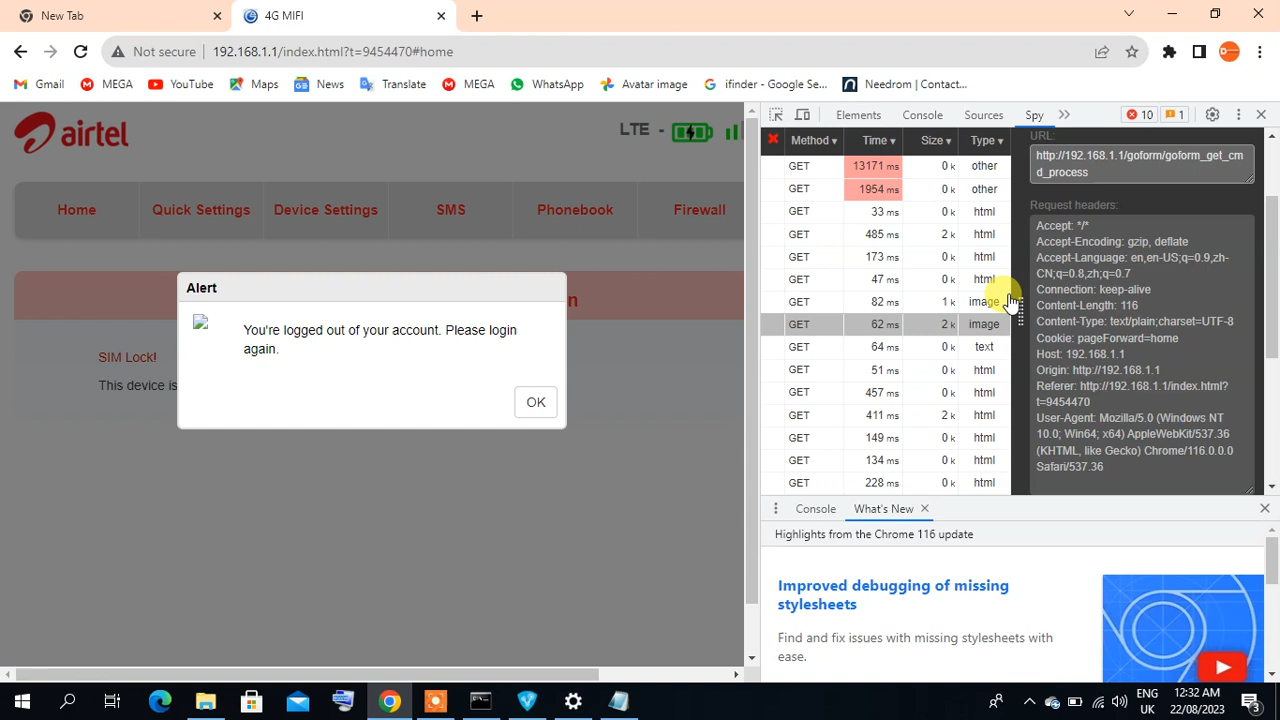 New Tab
4G MIFI
Not secure
192.168.1.1/index.html?t=9454470#home
Gmail
MEGA
YouTube
Maps
News
Translate
MEGA
WhatsApp
Avatar image
ifinder - Google Se...
Needrom | Contact...
airtel
LTE -
Home
Quick Settings
Device Settings
SMS
Phonebook
Firewall
SIM Lock!
This device is
Alert
You're logged out of your account. Please login
again.
OK
Elements
Console
Sources
Spy
10
1
Method
Time
Size
Type
GET 13171 ms 0 k other
GET 1954 ms 0 k other
GET 33 ms 0 k html
GET 485 ms 2 k html
GET 173 ms 0 k html
GET 47 ms 0 k html
GET 82 ms 1 k image
GET 62 ms 2 k image
GET 64 ms 0 k text
GET 51 ms 0 k html
GET 457 ms 0 k html
GET 411 ms 2 k html
GET 149 ms 0 k html
GET 134 ms 0 k html
GET 228 ms 0 k html
URL:
http://192.168.1.1/goform/goform_get_cm
d_process
Request headers:
Accept: */*
Accept-Encoding: gzip, deflate
Accept-Language: en,en-US;q=0.9,zh-
CN;q=0.8,zh;q=0.7
Connection: keep-alive
Content-Length: 116
Content-Type: text/plain;charset=UTF-8
Cookie: pageForward=home
Host: 192.168.1.1
Origin: http://192.168.1.1
Referer: http://192.168.1.1/index.html?
t=9454470
User-Agent: Mozilla/5.0 (Windows NT
10.0; Win64; x64) AppleWebKit/537.36
(KHTML, like Gecko) Chrome/116.0.0.0
Safari/537.36
Console
What's New
Highlights from the Chrome 116 update
Improved debugging of missing
stylesheets
Find and fix issues with missing stylesheets with
ease.
ENG
UK
12:32 AM
22/08/2023
3